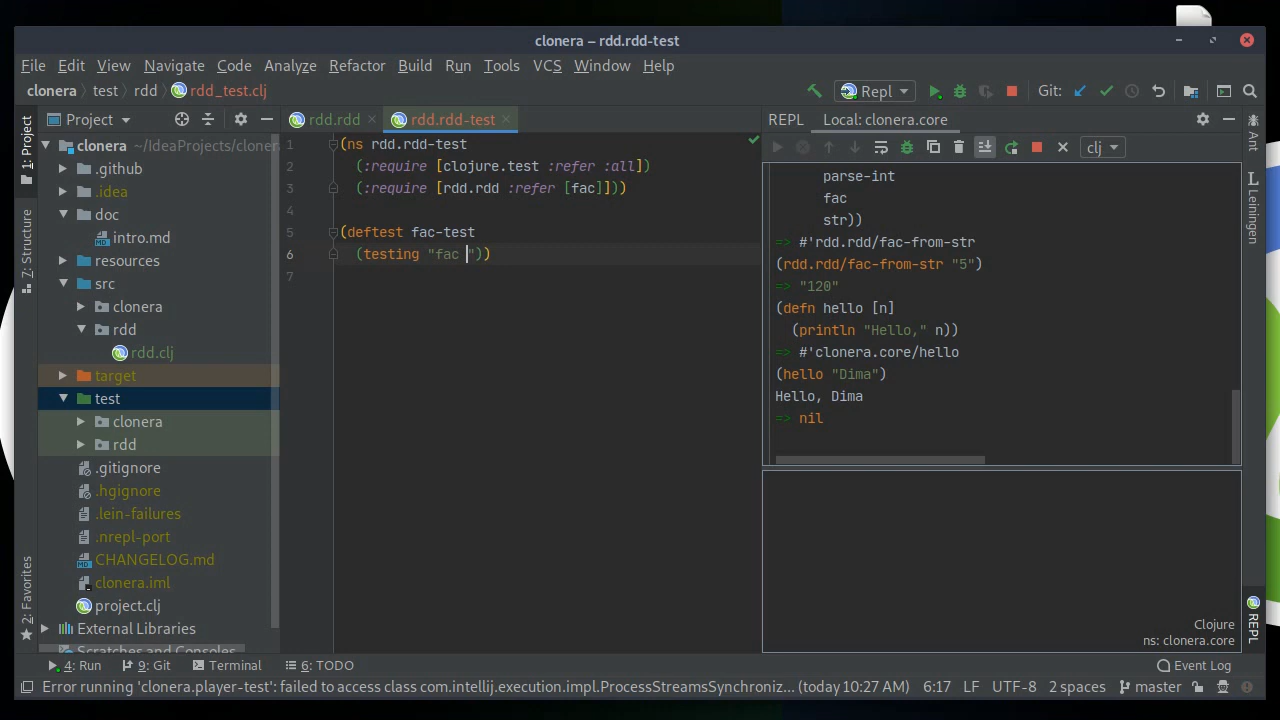 clonera – rdd.rdd-test
File Edit View Navigate Code Analyze Refactor Build Run Tools VCS Window Help
clonera test rdd rdd_test.clj
Repl
Git:
1: Project
7: Structure
2: Favorites
Project
clonera ~/IdeaProjects/cloner
.github
.idea
doc
intro.md
resources
src
clonera
rdd
rdd.clj
target
test
clonera
rdd
.gitignore
.hgignore
.lein-failures
.nrepl-port
CHANGELOG.md
clonera.iml
project.clj
External Libraries
Scratches and Consoles
rdd.rdd
rdd.rdd-test
1 (ns rdd.rdd-test
2 (:require [clojure.test :refer :all])
3 (:require [rdd.rdd :refer [fac]]))
4
5 (deftest fac-test
6 (testing "fac "))
7
REPL Local: clonera.core
clj
parse-int
fac
str))
=> #'rdd.rdd/fac-from-str
(rdd.rdd/fac-from-str "5")
=> "120"
(defn hello [n]
(println "Hello," n))
=> #'clonera.core/hello
(hello "Dima")
Hello, Dima
=> nil
Clojure
ns: clonera.core
Ant
Leiningen
REPL
4: Run 9: Git Terminal 6: TODO Event Log
Error running 'clonera.player-test': failed to access class com.intellij.execution.impl.ProcessStreamsSynchroniz... (today 10:27 AM) 6:17 LF UTF-8 2 spaces master